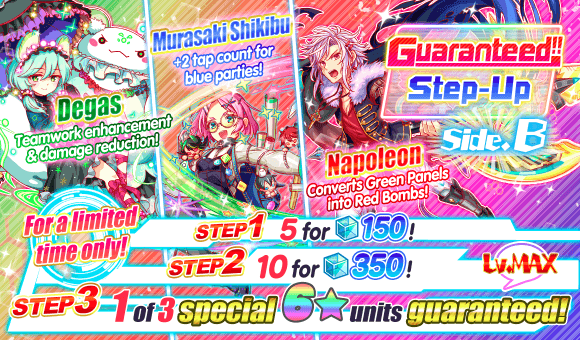 Degas
Teamwork enhancement
& damage reduction!
Murasaki Shikibu
+2 tap count for
blue parties!
Napoleon
Converts Green Panels
into Red Bombs!
Guaranteed!!
Step-Up
Side.B
For a limited
time only!
STEP1 5 for 150!
STEP2 10 for 350!
Lv.MAX
STEP3 1 of 3 special 6★ units guaranteed!